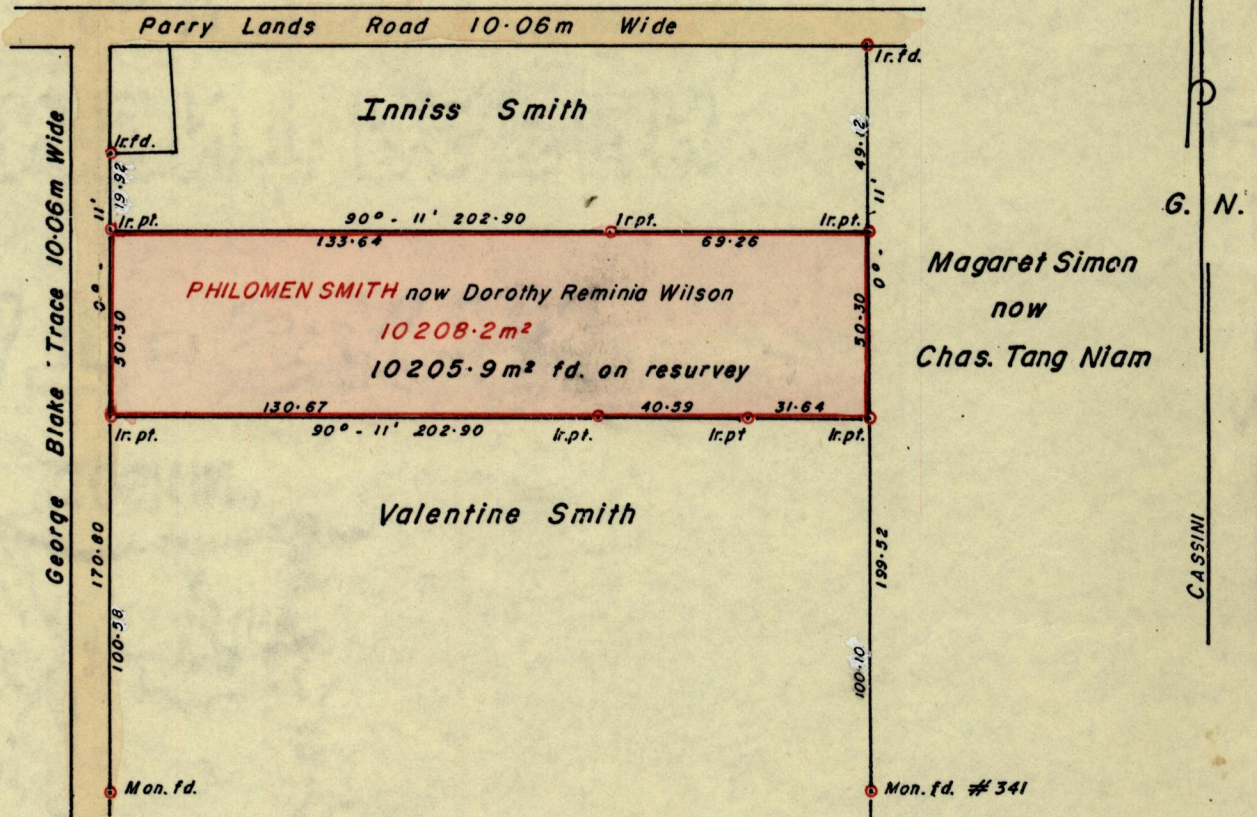 Parry Lands Road 10·06m Wide
Ir.fd.
Inniss Smith
Ir.fd.
49·12
19·92
11'
11'
Ir.pt.
90° - 11' 202·90
Ir.pt.
Ir.pt.
133·64
69·26
G. N.
George Blake Trace 10·06m Wide
0° -
0° -
50·30
50·30
PHILOMEN SMITH now Dorothy Reminia Wilson
10208·2m²
10205·9m² fd. on resurvey
Magaret Simon
now
Chas. Tang Niam
130·67
40·59
31·64
Ir.pt.
90° - 11' 202·90
Ir.pt.
Ir.pt
Ir.pt.
Valentine Smith
170·80
199·52
CASSINI
100·58
100·10
Mon. fd.
Mon. fd. #341